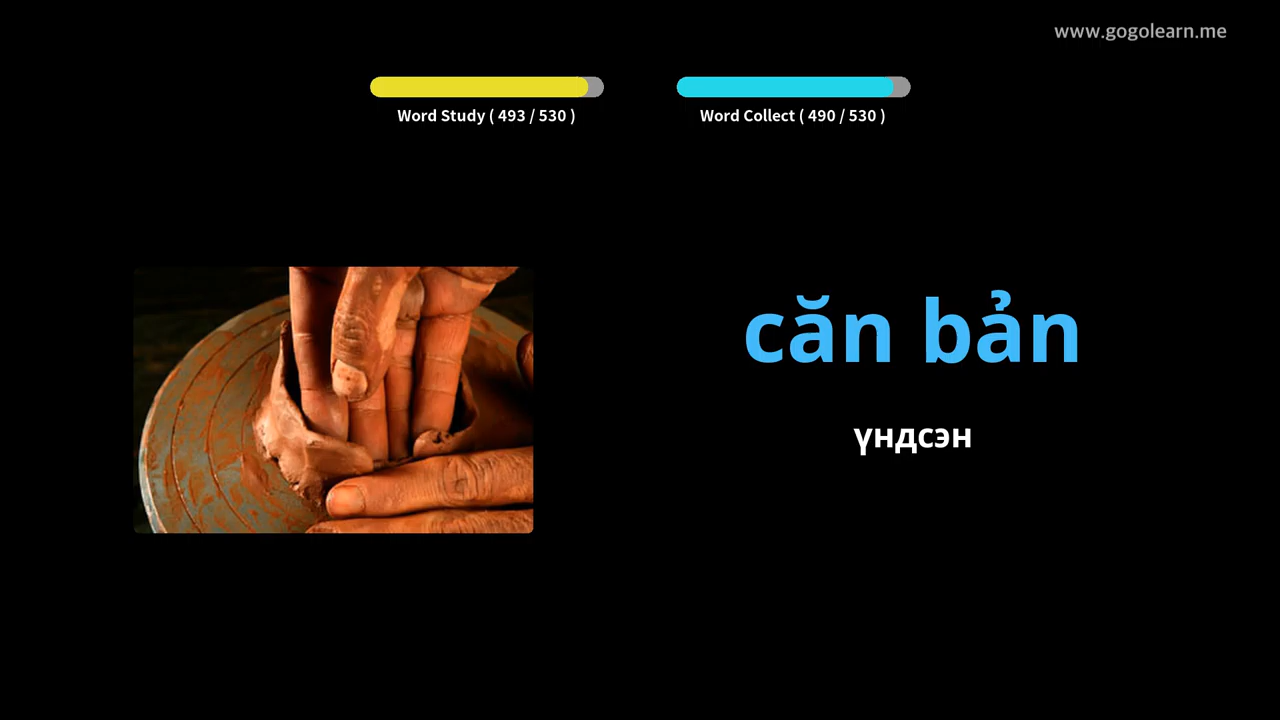 www.gogolearn.me
Word Study ( 493 / 530 )
Word Collect ( 490 / 530 )
căn bản
үндсэн